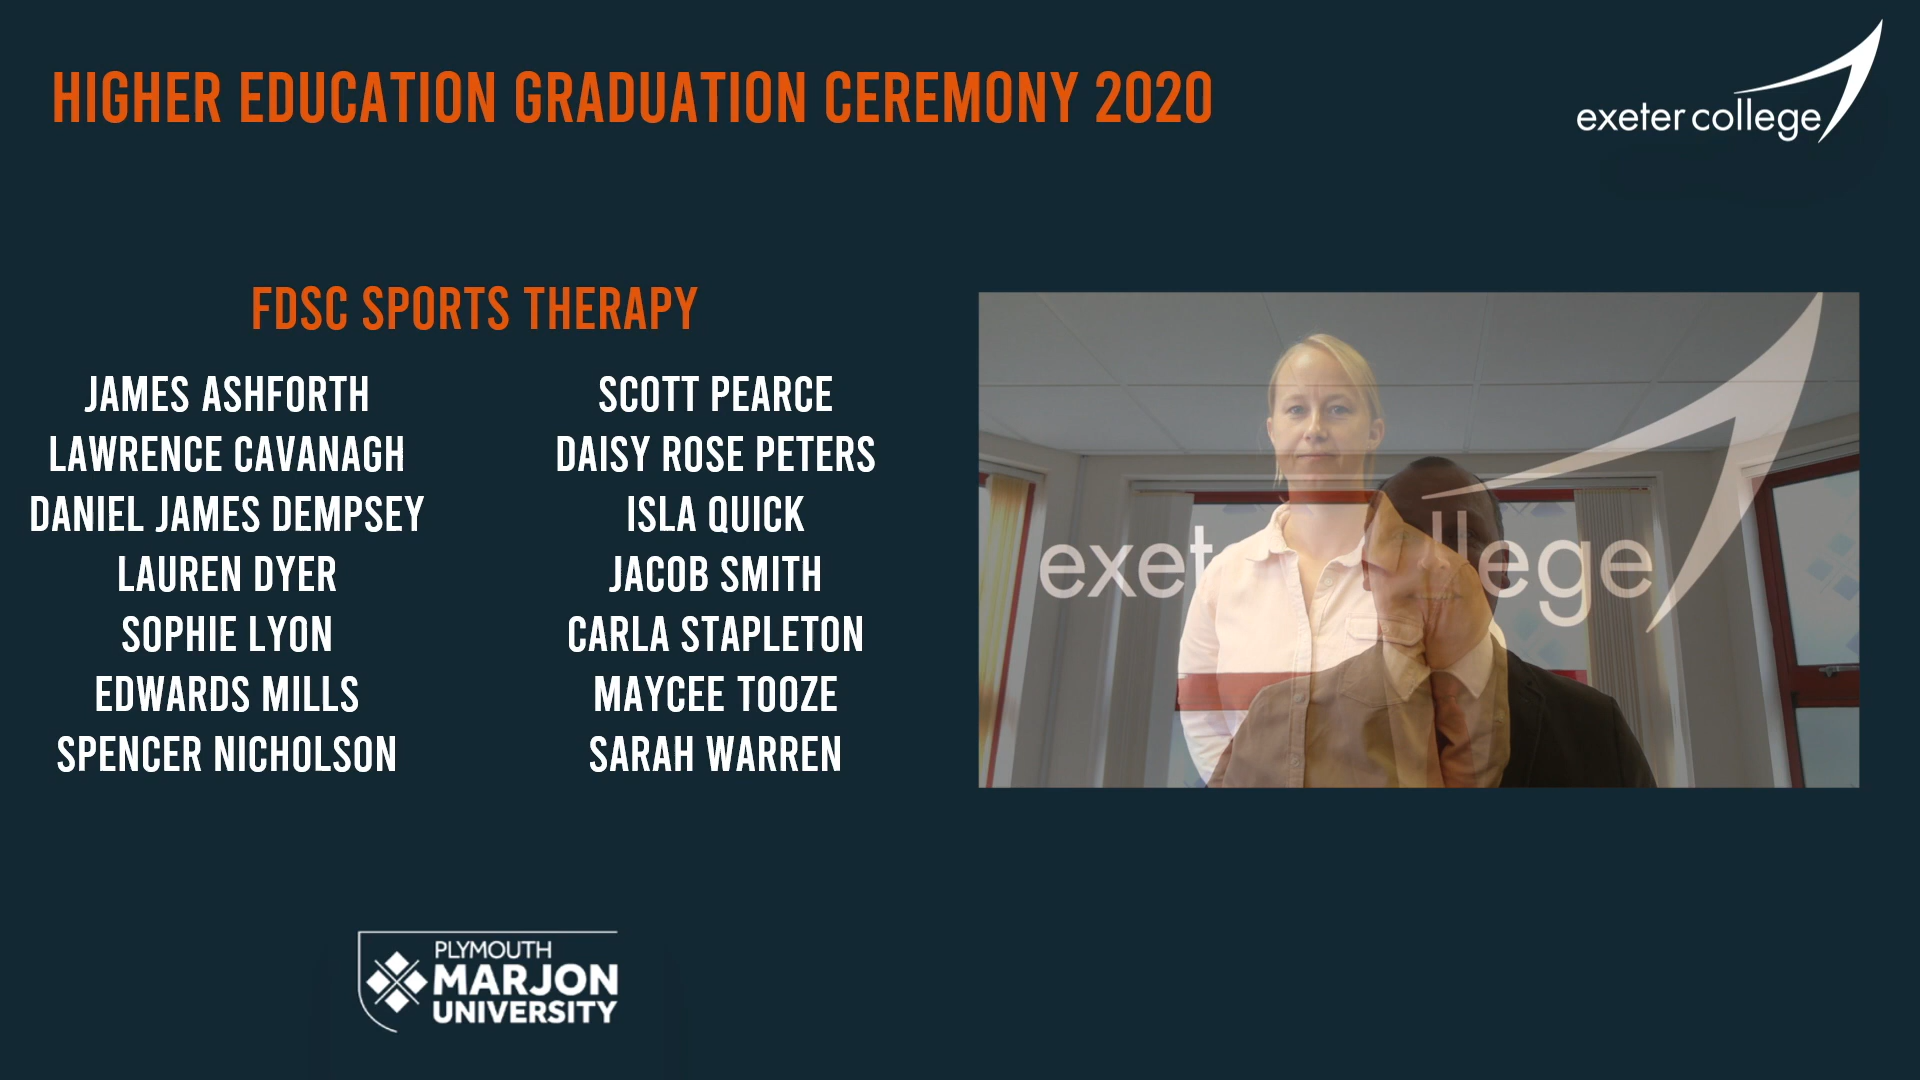 HIGHER EDUCATION GRADUATION CEREMONY 2020
exeter college
FDSC SPORTS THERAPY
JAMES ASHFORTH
LAWRENCE CAVANAGH
DANIEL JAMES DEMPSEY
LAUREN DYER
SOPHIE LYON
EDWARDS MILLS
SPENCER NICHOLSON
SCOTT PEARCE
DAISY ROSE PETERS
ISLA QUICK
JACOB SMITH
CARLA STAPLETON
MAYCEE TOOZE
SARAH WARREN
exet llege
PLYMOUTH
MARJON
UNIVERSITY